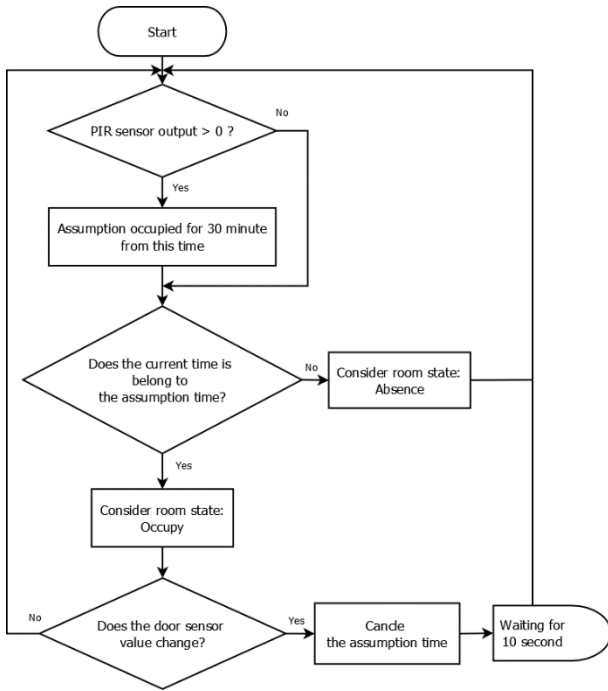 Start
PIR sensor output > 0 ?
No
Yes
Assumption occupied for 30 minute
from this time
Does the current time is
belong to
the assumption time?
No
Consider room state:
Absence
Yes
Consider room state:
Occupy
No
Does the door sensor
value change?
Yes
Cancle
the assumption time
Waiting for
10 second